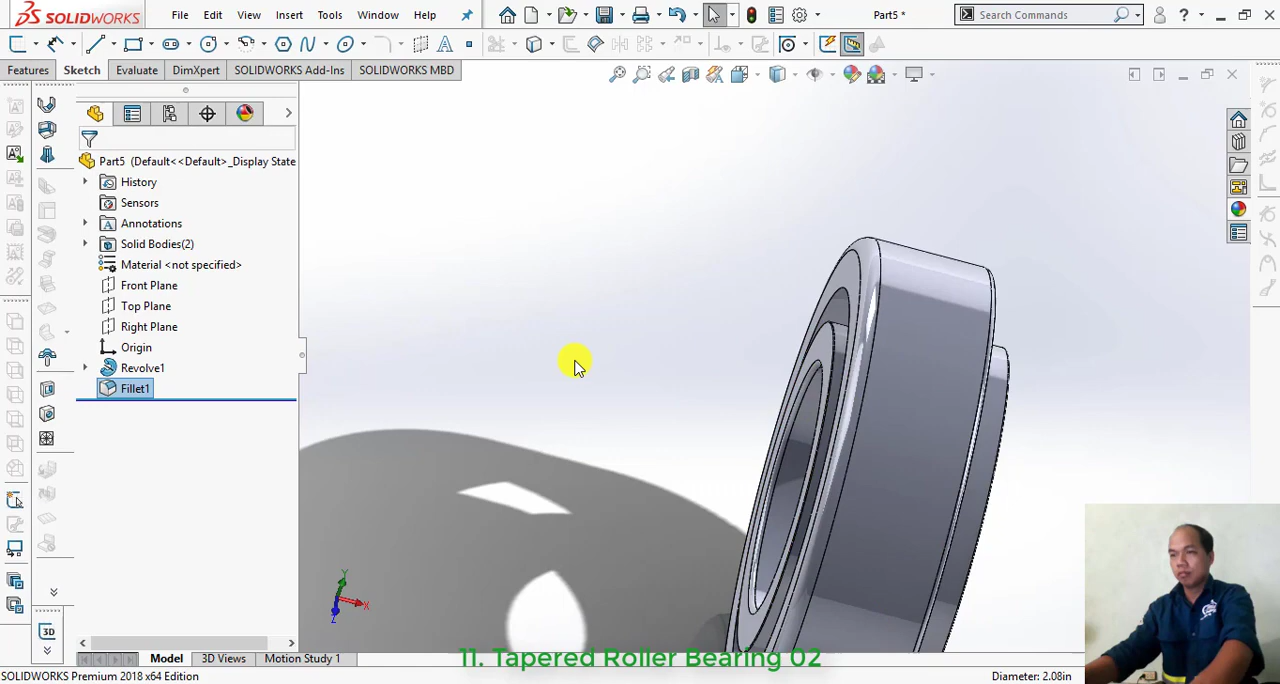 SOLIDWORKS
File
Edit
View
Insert
Tools
Window
Help
Part5 *
Search Commands
?
Features
Sketch
Evaluate
DimXpert
SOLIDWORKS Add-Ins
SOLIDWORKS MBD
Part5 (Default<<Default>_Display State
History
Sensors
Annotations
Solid Bodies(2)
Material <not specified>
Front Plane
Top Plane
Right Plane
Origin
Revolve1
Fillet1
Y
X
Z
3D
Model
3D Views
Motion Study 1
11. Tapered Roller Bearing 02
SOLIDWORKS Premium 2018 x64 Edition
Diameter: 2.08in